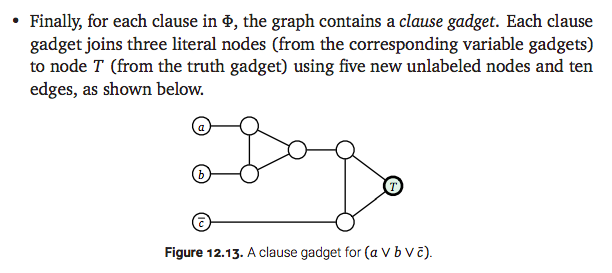 • Finally, for each clause in Φ, the graph contains a clause gadget. Each clause
gadget joins three literal nodes (from the corresponding variable gadgets)
to node T (from the truth gadget) using five new unlabeled nodes and ten
edges, as shown below.
a
b
T
c̄
Figure 12.13. A clause gadget for (a ∨ b ∨ c̄).